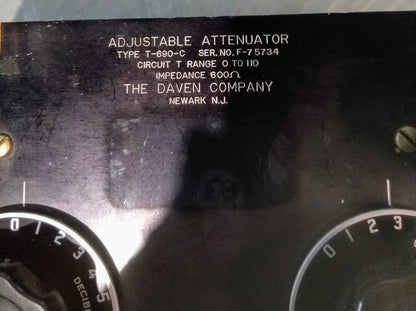 ADJUSTABLE ATTENUATOR
TYPE T-690-C SER. NO. F-75734
CIRCUIT T RANGE 0 TO 110
IMPEDANCE 600Ω
THE DAVEN COMPANY
NEWARK N.J.
0 1 2 3 4 5
0 1 2 3